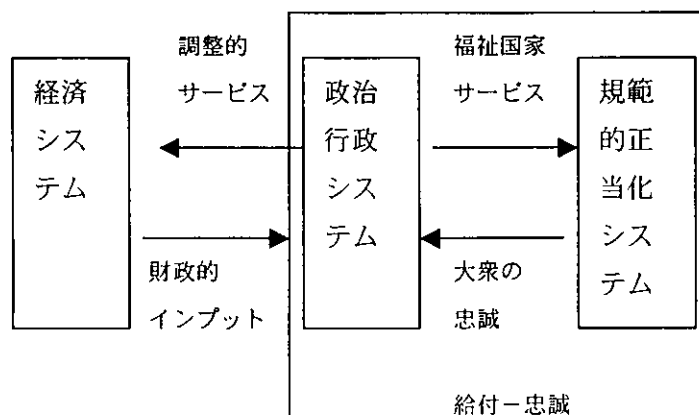 調整的
サービス
福祉国家
サービス
経済
シス
テム
政治
行政
シス
テム
規範
的正
当化
シス
テム
財政的
インプット
大衆の
忠誠
給付－忠誠